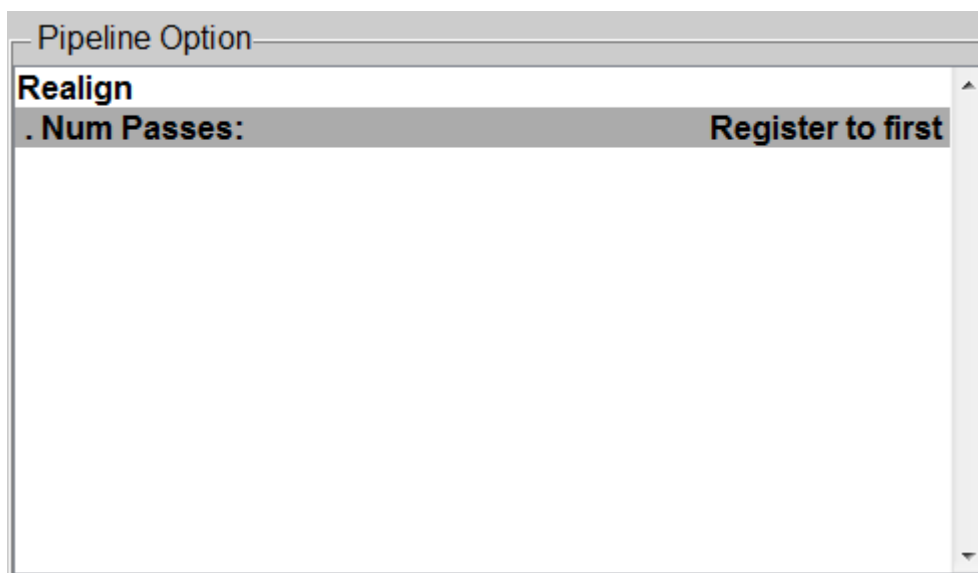 Pipeline Option
Realign
. Num Passes: Register to first